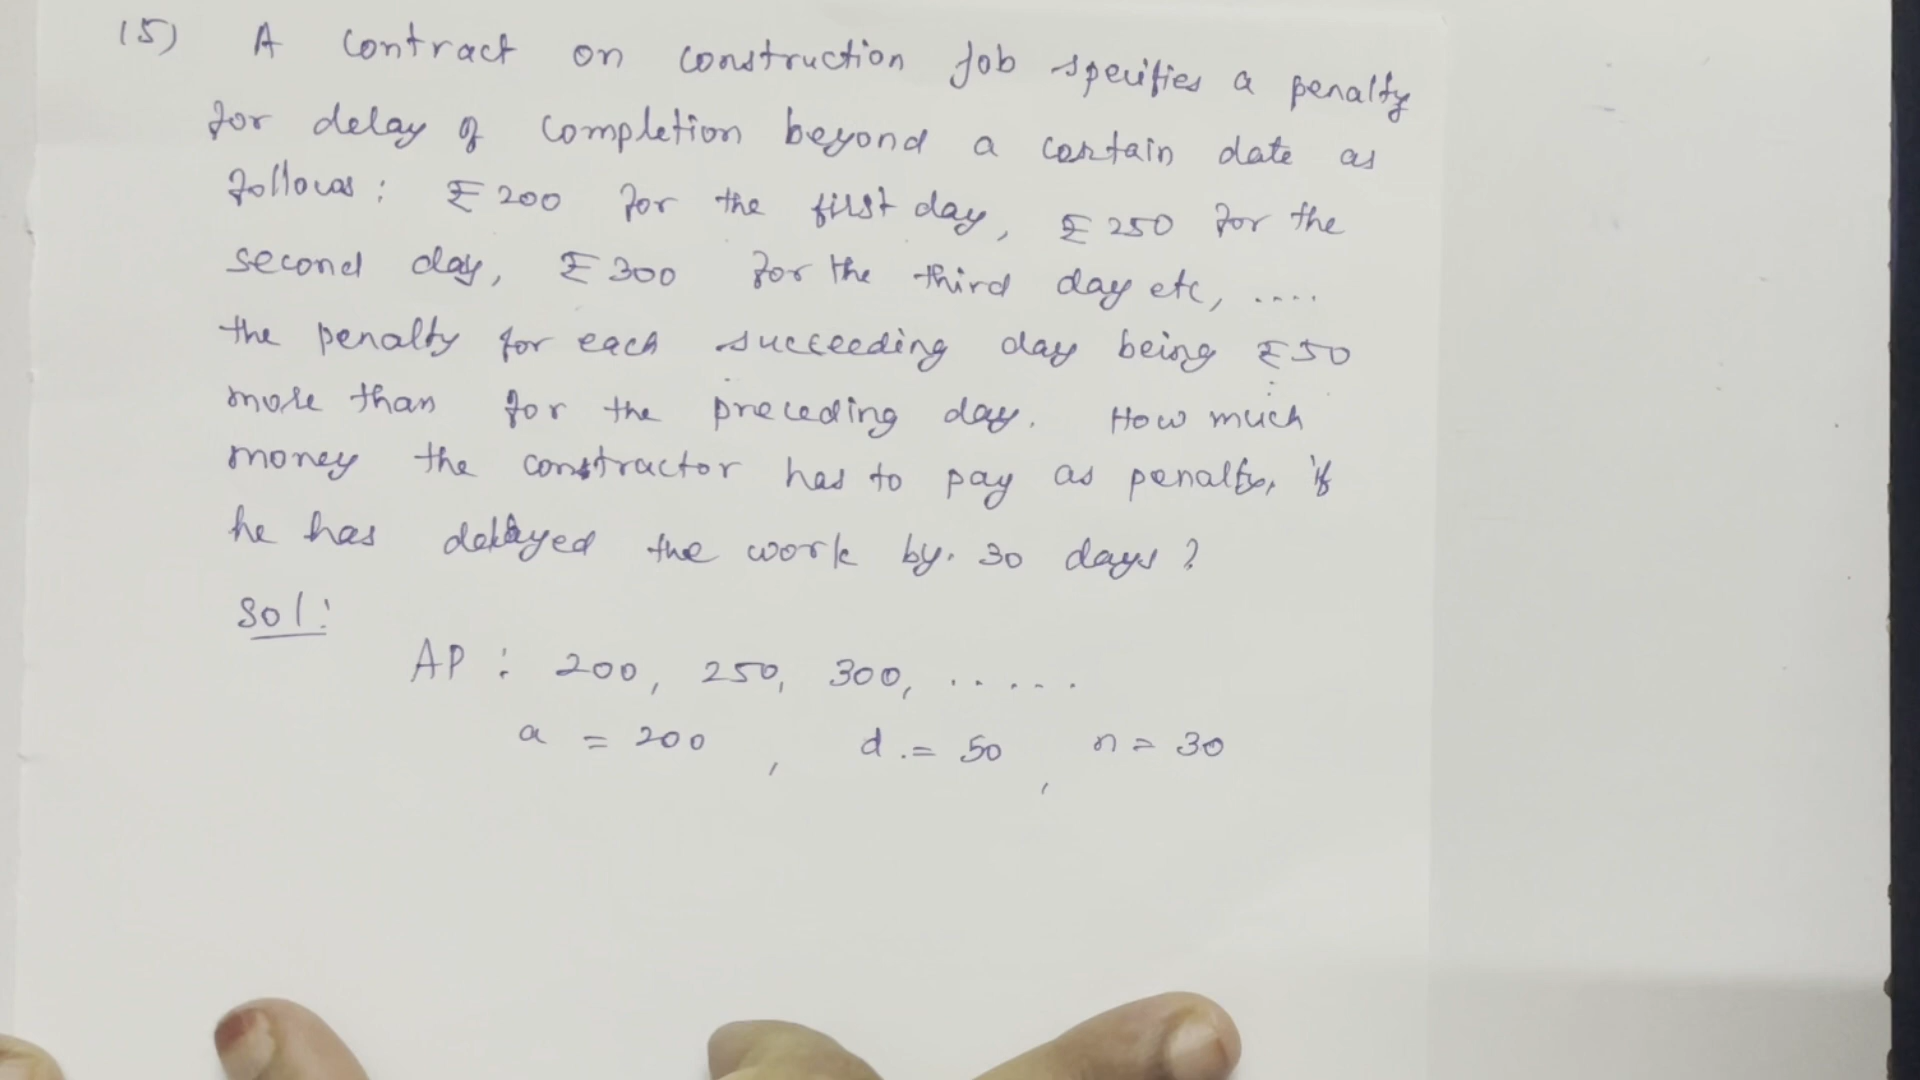 15) A contract on construction job specifies a penalty
for delay of completion beyond a certain date as
follows: ₹200 for the first day, ₹250 for the
second day, ₹300 for the third day etc, ....
the penalty for each succeeding day being ₹50
more than for the preceding day. How much
money the constractor has to pay as penalty, if
he has delayed the work by. 30 days?
Sol:
AP : 200, 250, 300, .....
a = 200, d = 50, n = 30